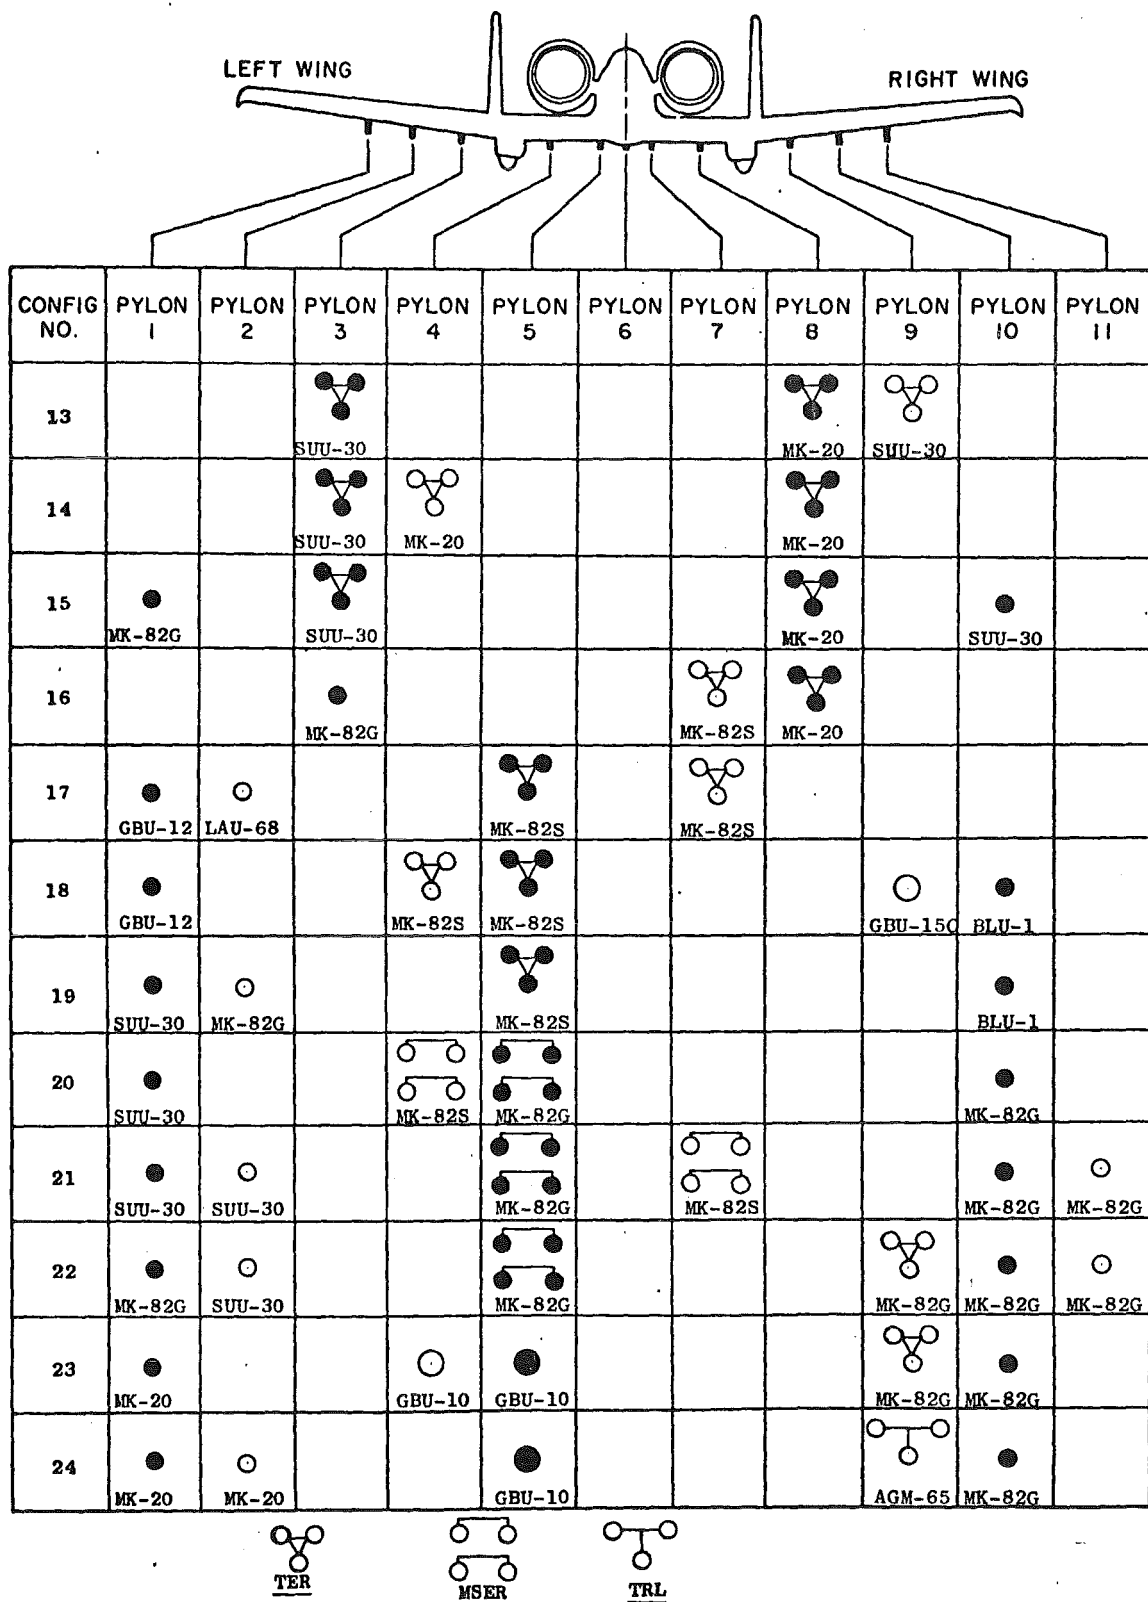 LEFT WING
RIGHT WING
CONFIG NO. PYLON 1 PYLON 2 PYLON 3 PYLON 4 PYLON 5 PYLON 6 PYLON 7 PYLON 8 PYLON 9 PYLON 10 PYLON 11
13 SUU-30 MK-20 SUU-30
14 SUU-30 MK-20 MK-20
15 MK-82G SUU-30 MK-20 SUU-30
16 MK-82G MK-82S MK-20
17 GBU-12 LAU-68 MK-82S MK-82S
18 GBU-12 MK-82S MK-82S GBU-15C BLU-1
19 SUU-30 MK-82G MK-82S BLU-1
20 SUU-30 MK-82S MK-82G MK-82G
21 SUU-30 SUU-30 MK-82G MK-82S MK-82G MK-82G
22 MK-82G SUU-30 MK-82G MK-82G MK-82G MK-82G
23 MK-20 GBU-10 GBU-10 MK-82G MK-82G
24 MK-20 MK-20 GBU-10 AGM-65 MK-82G
TER MSER TRL